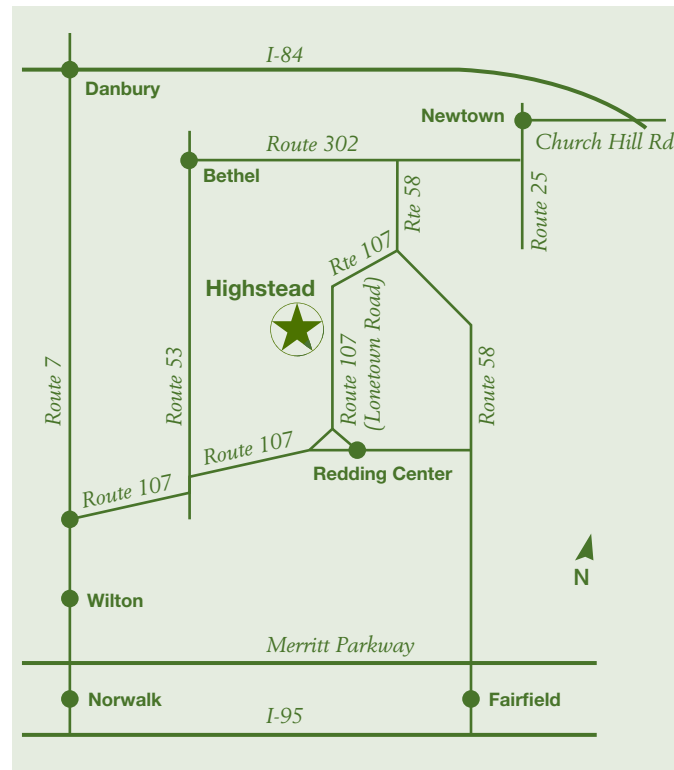 I-84
Danbury
Newtown
Church Hill Rd
Route 302
Bethel
Rte 58
Route 25
Rte 107
Highstead
Route 7
Route 53
Route 107
(Lonetown Road)
Route 58
Route 107
Redding Center
Route 107
N
Wilton
Merritt Parkway
Norwalk
Fairfield
I-95